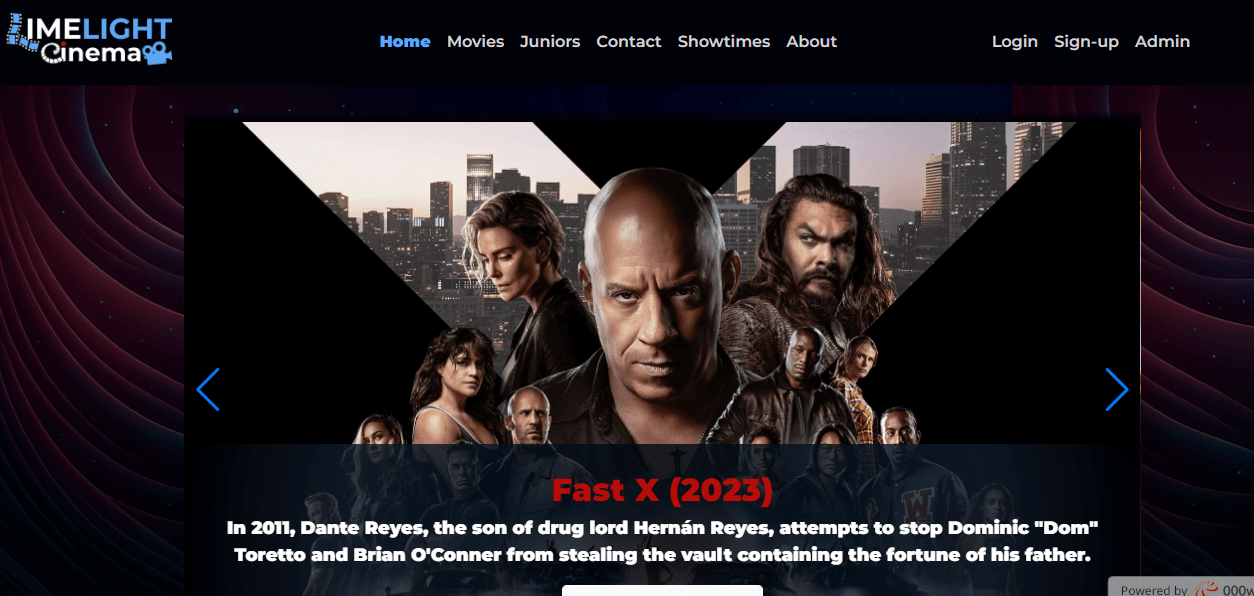 LIMELIGHT
Cinema
Home Movies Juniors Contact Showtimes About
Login Sign-up Admin
W
Fast X (2023)
In 2011, Dante Reyes, the son of drug lord Hernán Reyes, attempts to stop Dominic "Dom"
Toretto and Brian O'Conner from stealing the vault containing the fortune of his father.
Powered by 000w